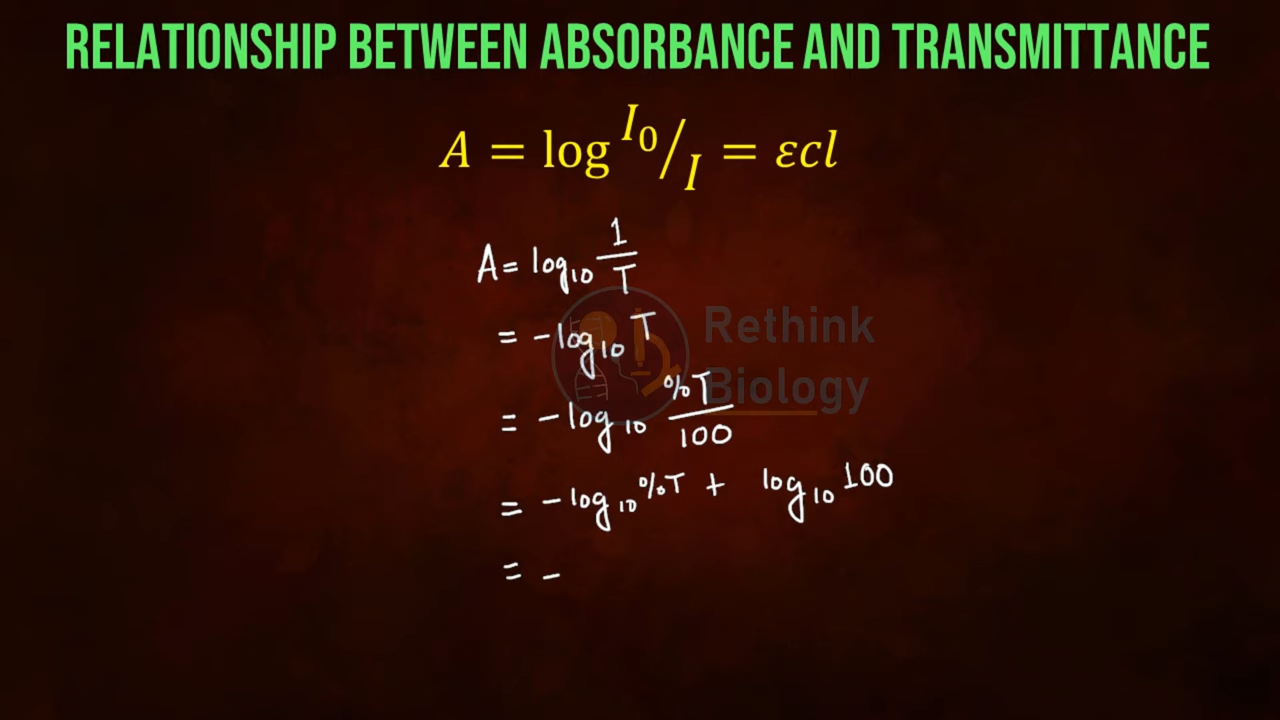 RELATIONSHIP BETWEEN ABSORBANCE AND TRANSMITTANCE
A = log I₀/I = εcl
A = log₁₀ 1/T
= -log₁₀ T
Rethink
= -log₁₀ %T/100
Biology
= -log₁₀ %T + log₁₀ 100
= -